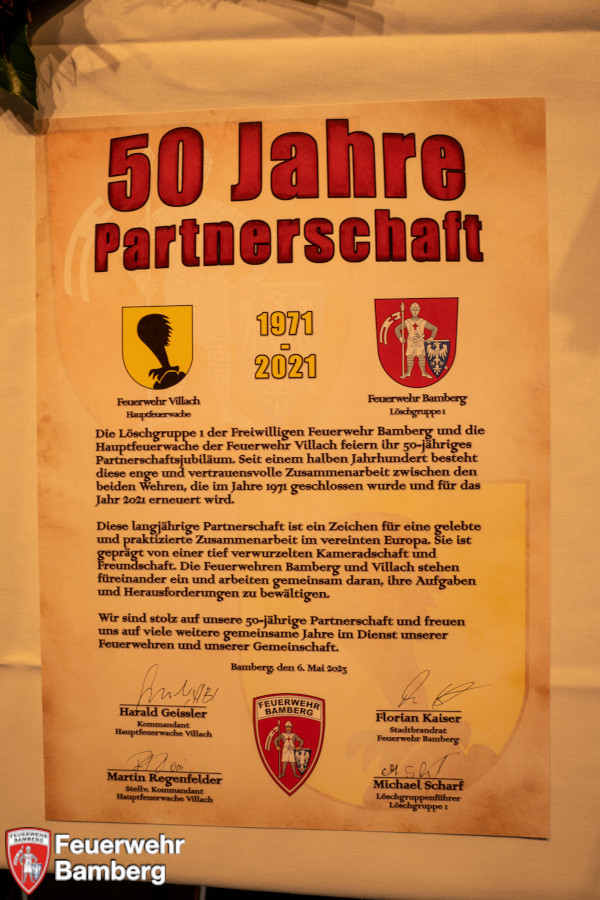 50 Jahre
Partnerschaft
1971
-
2021
Feuerwehr Villach
Hauptfeuerwache
Feuerwehr Bamberg
Löschgruppe 1
Die Löschgruppe 1 der Freiwilligen Feuerwehr Bamberg und die
Hauptfeuerwache der Feuerwehr Villach feiern ihr 50-jähriges
Partnerschaftsjubiläum. Seit einem halben Jahrhundert besteht
diese enge und vertrauensvolle Zusammenarbeit zwischen den
beiden Wehren, die im Jahre 1971 geschlossen wurde und für das
Jahr 2021 erneuert wird.
Diese langjährige Partnerschaft ist ein Zeichen für eine gelebte
und praktizierte Zusammenarbeit im vereinten Europa. Sie ist
geprägt von einer tief verwurzelten Kameradschaft und
Freundschaft. Die Feuerwehren Bamberg und Villach stehen
füreinander ein und arbeiten gemeinsam daran, ihre Aufgaben
und Herausforderungen zu bewältigen.
Wir sind stolz auf unsere 50-jährige Partnerschaft und freuen
uns auf viele weitere gemeinsame Jahre im Dienst unserer
Feuerwehren und unserer Gemeinschaft.
Bamberg, den 6. Mai 2023
Harald Geissler
Kommandant
Hauptfeuerwache Villach
FEUERWEHR
BAMBERG
Florian Kaiser
Stadtbrandrat
Feuerwehr Bamberg
Martin Regenfelder
Stellv. Kommandant
Hauptfeuerwache Villach
Michael Scharf
Löschgruppenführer
Löschgruppe 1
FEUERWEHR
BAMBERG
Feuerwehr
Bamberg